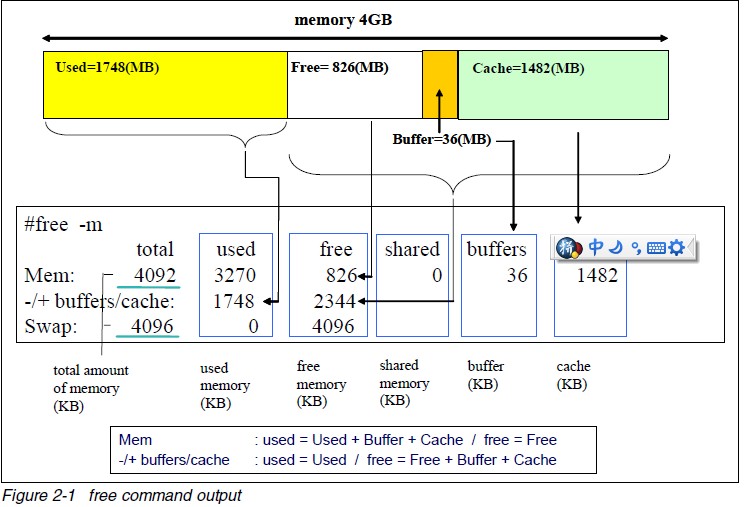 memory 4GB
Used=1748(MB) Free= 826(MB) Cache=1482(MB)
Buffer=36(MB)
#free -m
total used free shared buffers
中
Mem: 4092 3270 826 0 36 1482
-/+ buffers/cache: 1748 2344
Swap: 4096 0 4096
total amount of memory (KB)
used memory (KB)
free memory (KB)
shared memory (KB)
buffer (KB)
cache (KB)
Mem : used = Used + Buffer + Cache / free = Free
-/+ buffers/cache : used = Used / free = Free + Buffer + Cache
Figure 2-1 free command output